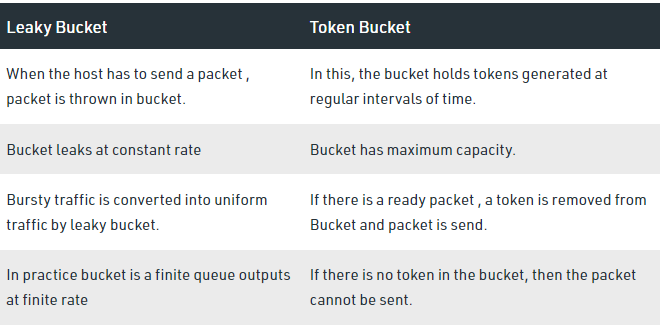 Leaky Bucket Token Bucket
When the host has to send a packet , In this, the bucket holds tokens generated at
packet is thrown in bucket. regular intervals of time.
Bucket leaks at constant rate Bucket has maximum capacity.
Bursty traffic is converted into uniform If there is a ready packet , a token is removed from
traffic by leaky bucket. Bucket and packet is send.
In practice bucket is a finite queue outputs If there is no token in the bucket, then the packet
at finite rate cannot be sent.